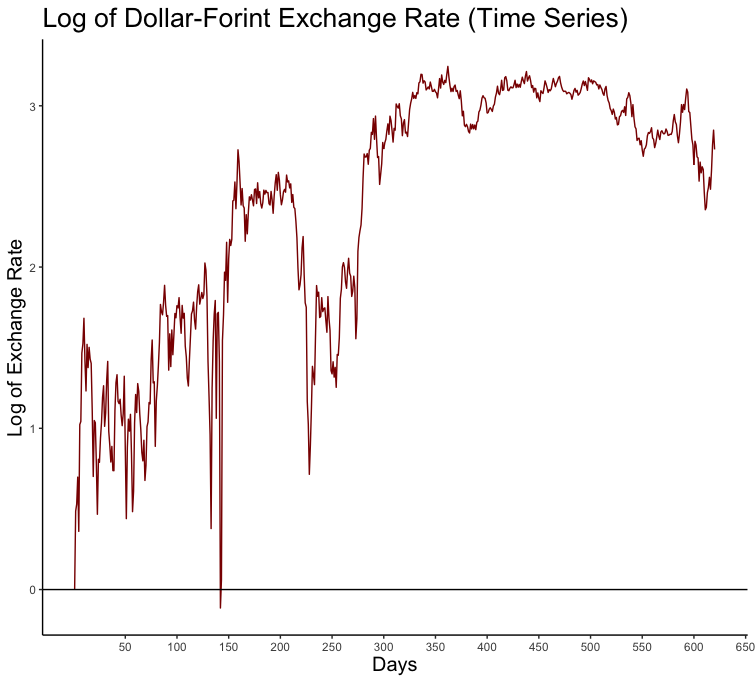 Log of Dollar-Forint Exchange Rate (Time Series)
Log of Exchange Rate
3
2
1
0
50 100 150 200 250 300 350 400 450 500 550 600 650
Days